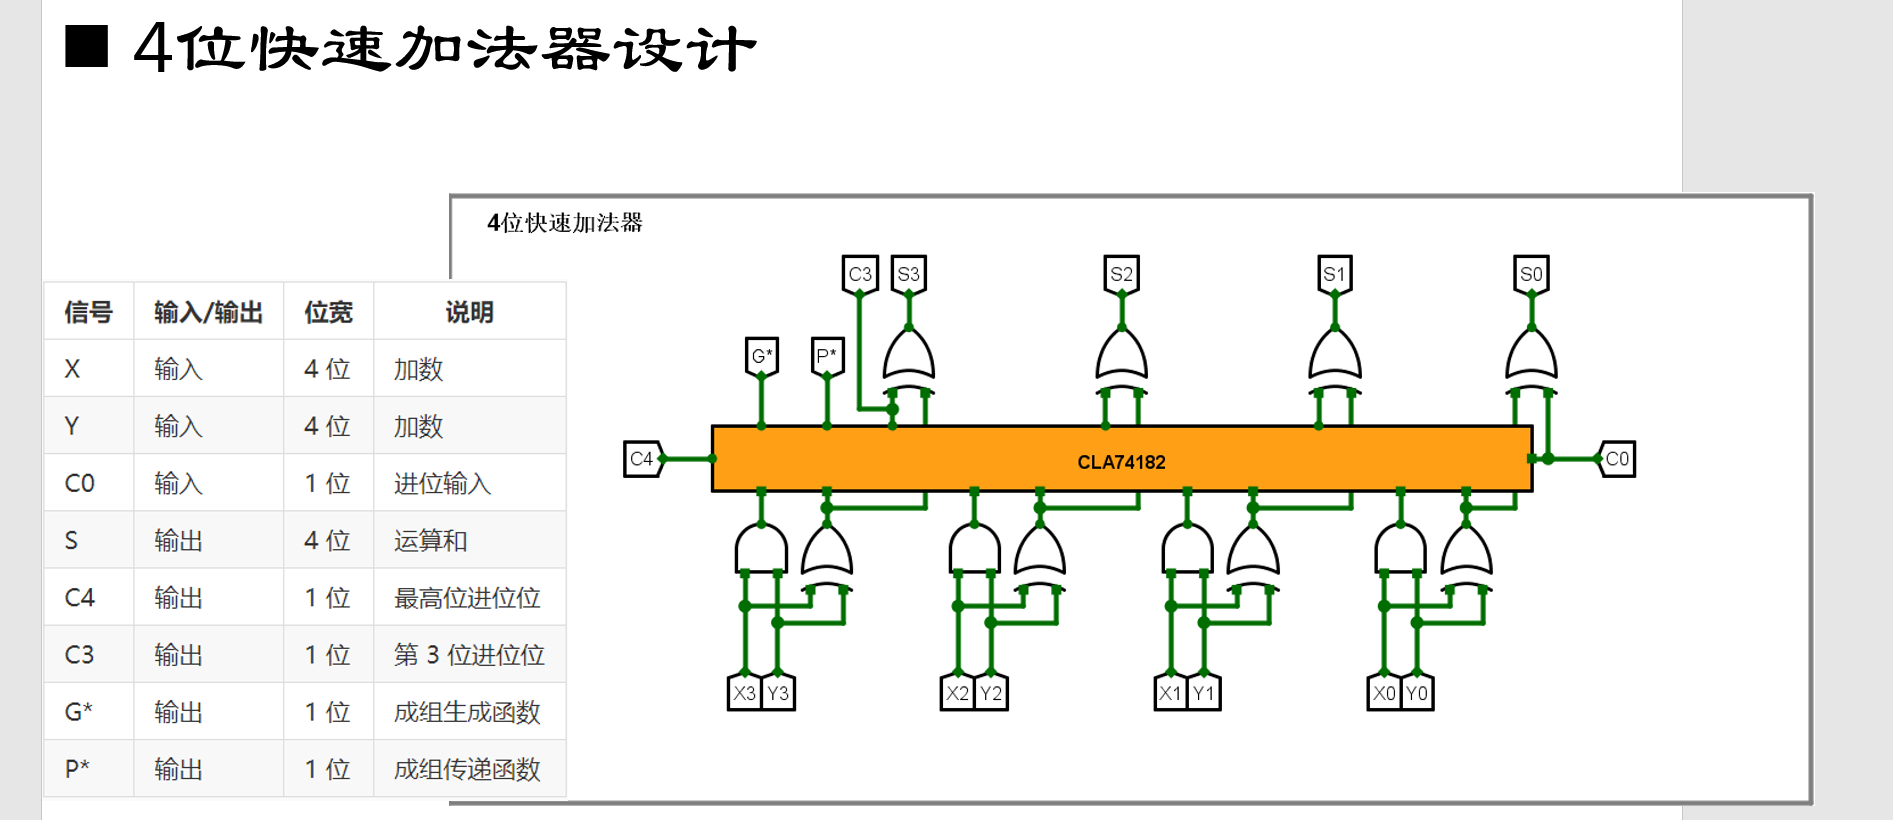 ■ 4位快速加法器设计
4位快速加法器
信号 输入/输出 位宽 说明
X 输入 4 位 加数
Y 输入 4 位 加数
C0 输入 1 位 进位输入
S 输出 4 位 运算和
C4 输出 1 位 最高位进位位
C3 输出 1 位 第 3 位进位位
G* 输出 1 位 成组生成函数
P* 输出 1 位 成组传递函数
C3 S3 S2 S1 S0
G* P*
C4 CLA74182 C0
X3 Y3 X2 Y2 X1 Y1 X0 Y0